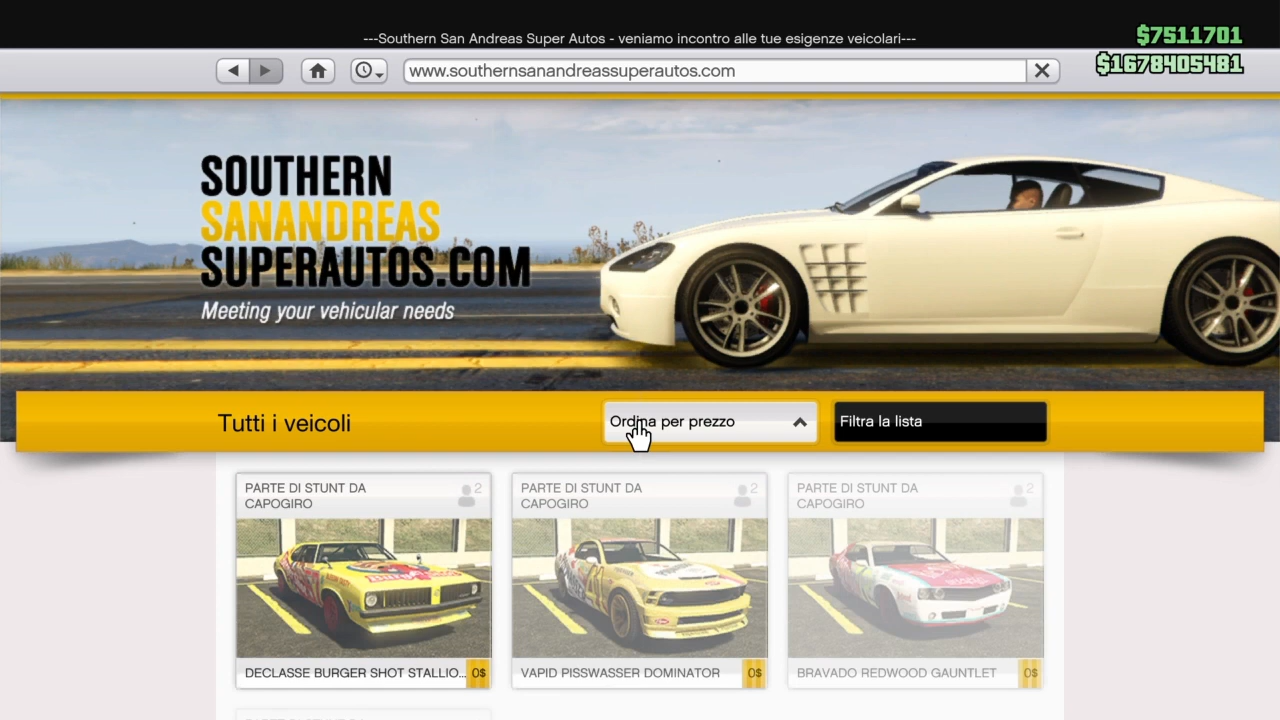 ---Southern San Andreas Super Autos - veniamo incontro alle tue esigenze veicolari---
$7511701
$1678405481
www.southernsanandreassuperautos.com
SOUTHERN
SANANDREAS
SUPERAUTOS.COM
Meeting your vehicular needs
Tutti i veicoli
Ordina per prezzo
Filtra la lista
PARTE DI STUNT DA
CAPOGIRO
2
PARTE DI STUNT DA
CAPOGIRO
2
PARTE DI STUNT DA
CAPOGIRO
2
DECLASSE BURGER SHOT STALLIO... 0$
VAPID PISSWASSER DOMINATOR 0$
BRAVADO REDWOOD GAUNTLET 0$